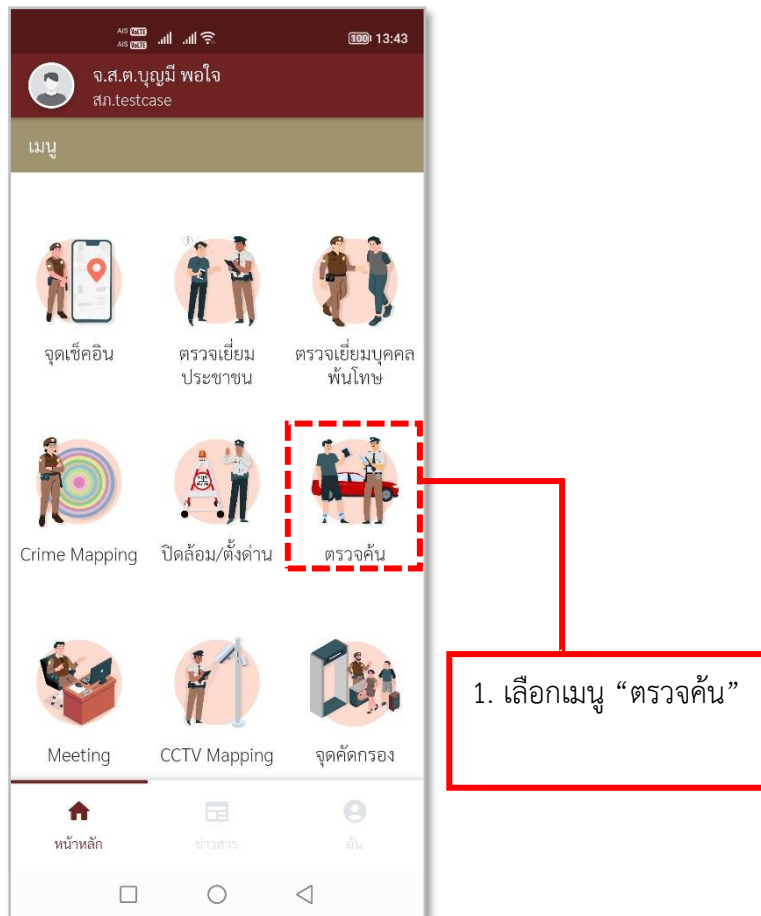 AIS VoLTE
AIS VoLTE
100 13:43
จ.ส.ต.บุญมี พอใจ
สภ.testcase
เมนู
จุดเช็คอิน
ตรวจเยี่ยม
ประชาชน
ตรวจเยี่ยมบุคคล
พ้นโทษ
Crime Mapping
ปิดล้อม/ตั้งด่าน
ตรวจค้น
1. เลือกเมนู “ตรวจค้น”
Meeting
CCTV Mapping
จุดคัดกรอง
หน้าหลัก
ข่าวสาร
ฉัน